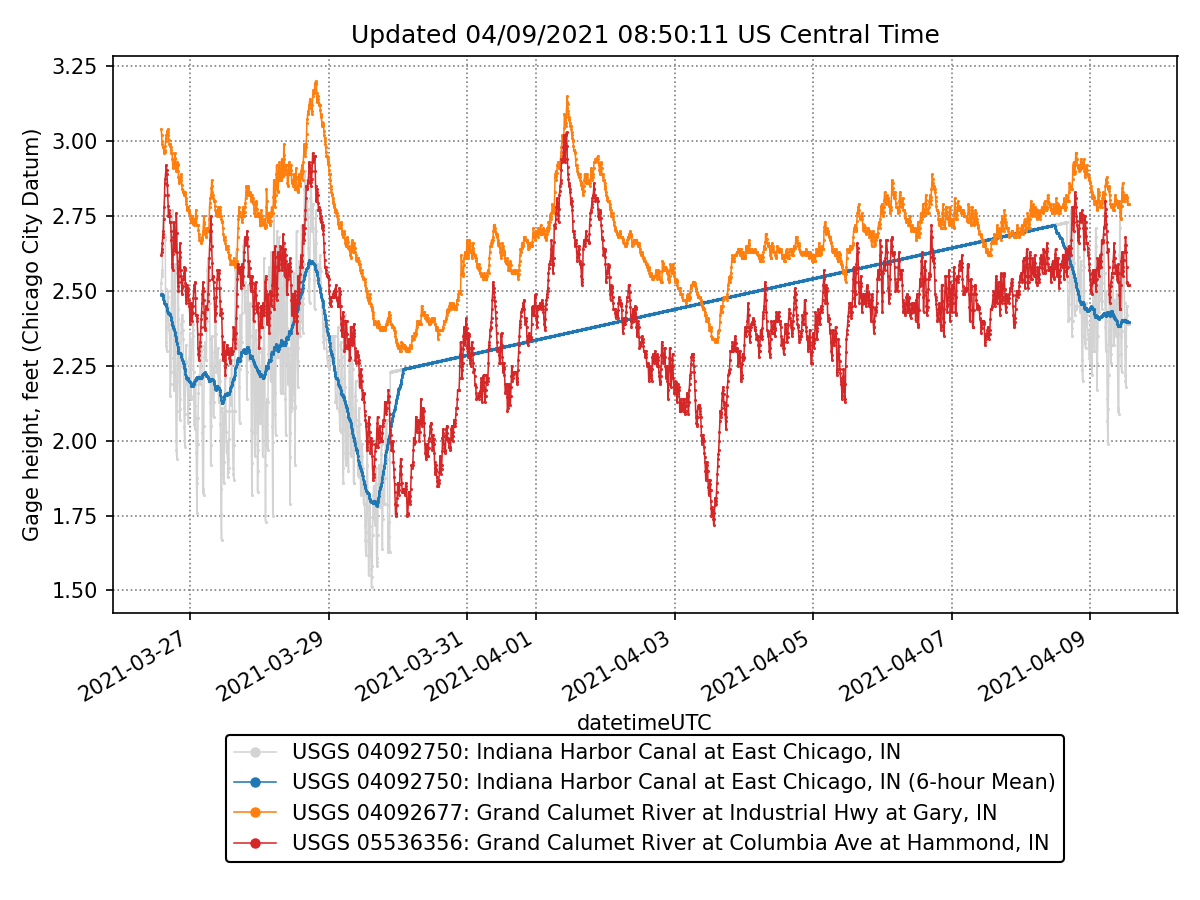 Updated 04/09/2021 08:50:11 US Central Time
Gage height, feet (Chicago City Datum)
3.25
3.00
2.75
2.50
2.25
2.00
1.75
1.50
2021-03-27
2021-03-29
2021-03-31
2021-04-01
2021-04-03
2021-04-05
2021-04-07
2021-04-09
datetimeUTC
USGS 04092750: Indiana Harbor Canal at East Chicago, IN
USGS 04092750: Indiana Harbor Canal at East Chicago, IN (6-hour Mean)
USGS 04092677: Grand Calumet River at Industrial Hwy at Gary, IN
USGS 05536356: Grand Calumet River at Columbia Ave at Hammond, IN